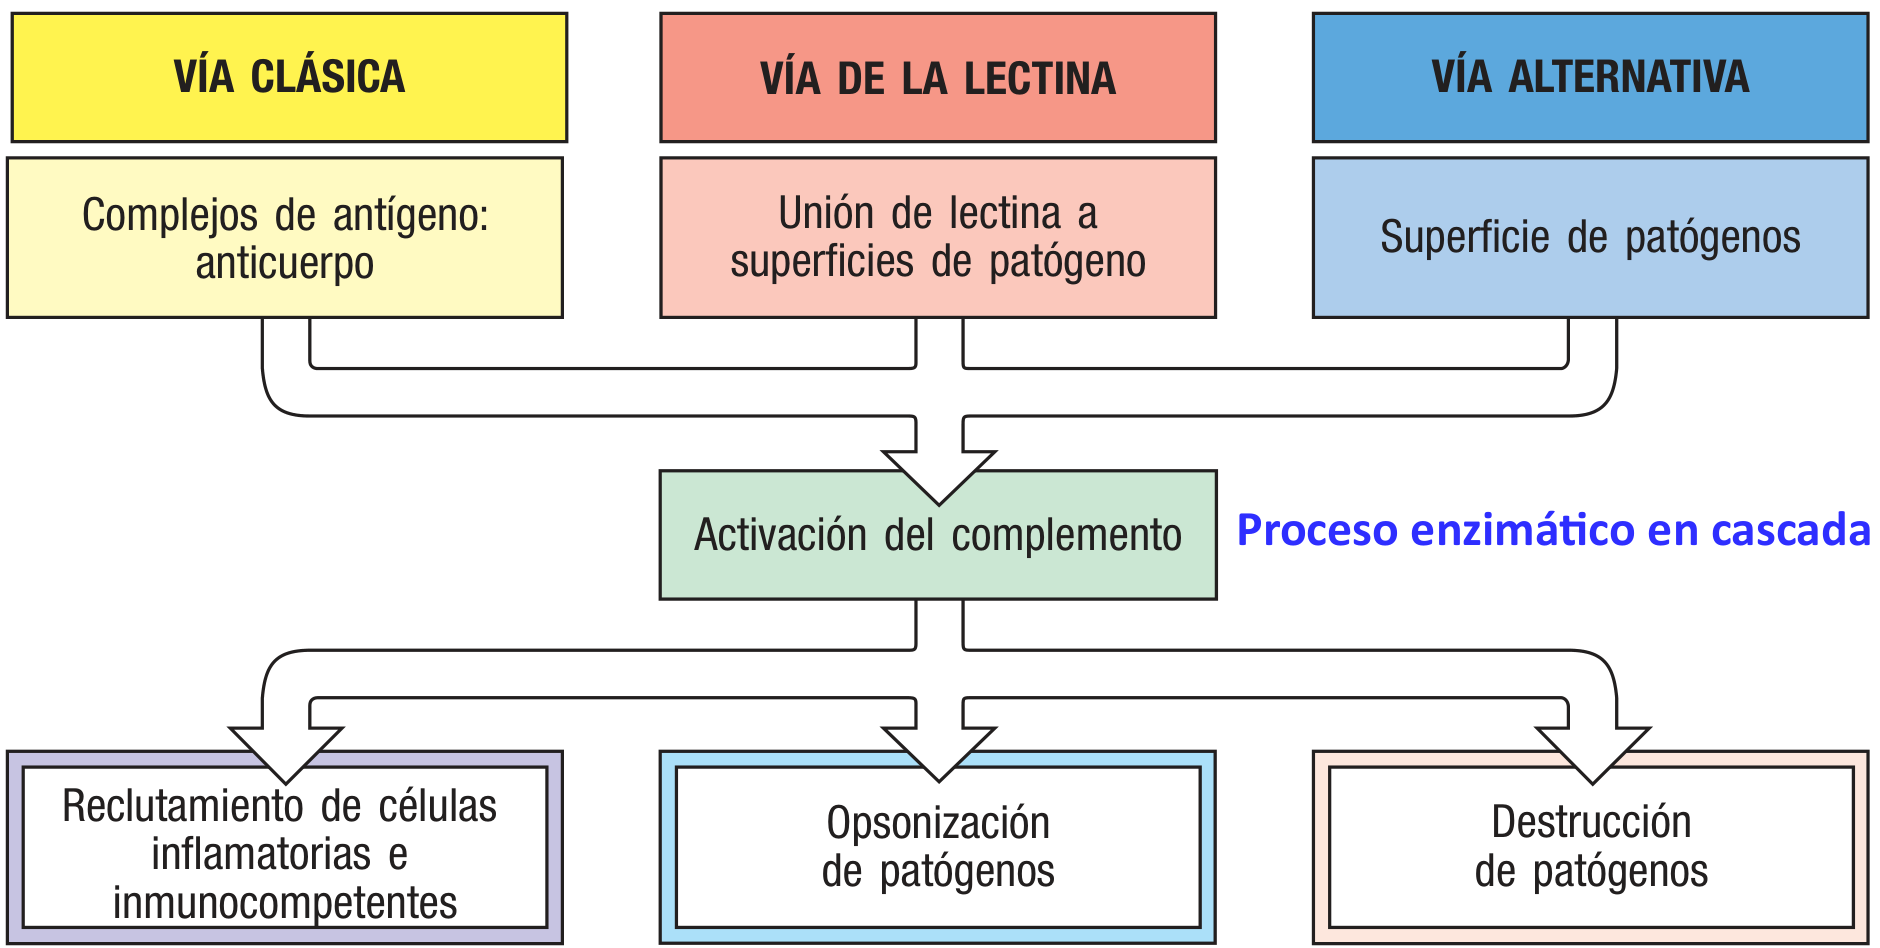 VÍA CLÁSICA
VÍA DE LA LECTINA
VÍA ALTERNATIVA
Complejos de antígeno:
anticuerpo
Unión de lectina a
superficies de patógeno
Superficie de patógenos
Activación del complemento
Proceso enzimático en cascada
Reclutamiento de células
inflamatorias e
inmunocompetentes
Opsonización
de patógenos
Destrucción
de patógenos